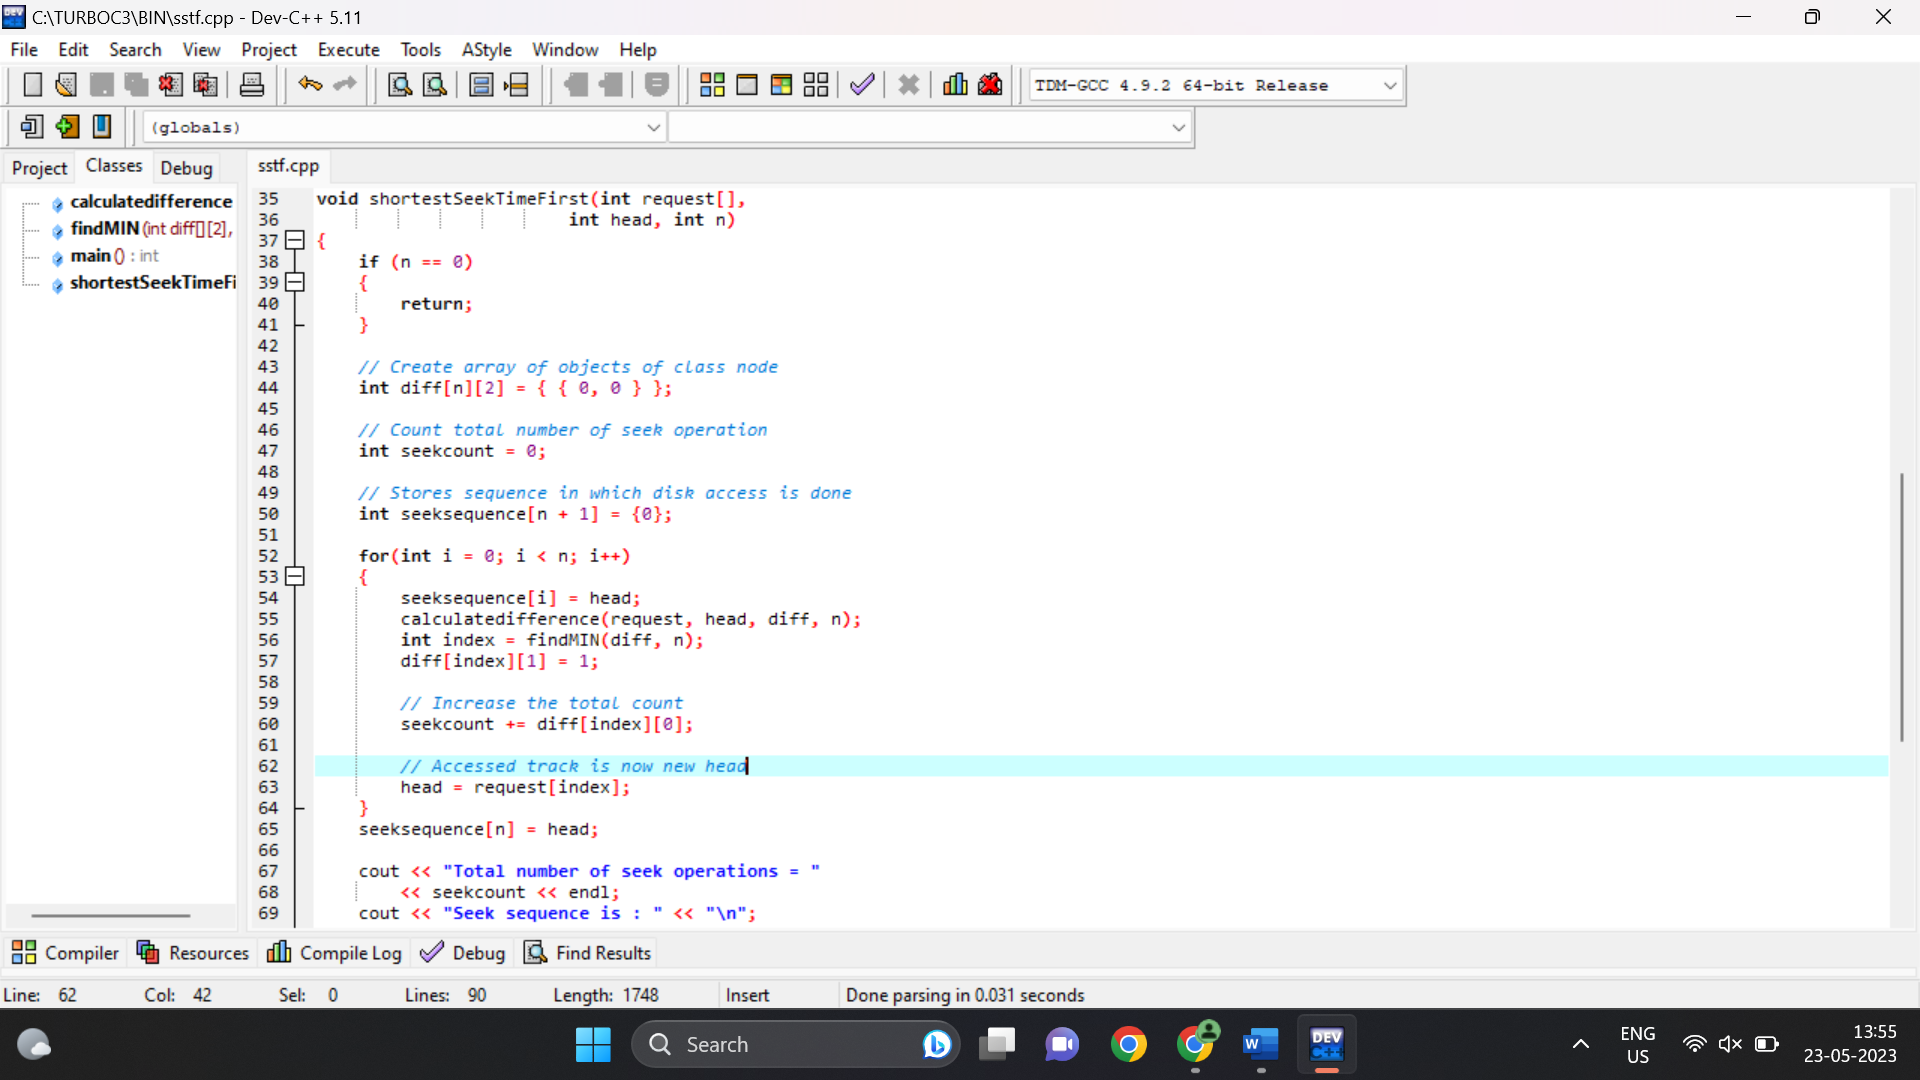 C:\TURBOC3\BIN\sstf.cpp - Dev-C++ 5.11
File Edit Search View Project Execute Tools AStyle Window Help
TDM-GCC 4.9.2 64-bit Release
(globals)
Project Classes Debug
sstf.cpp
calculatedifference
findMIN (int diff[][2],
main () : int
shortestSeekTimeFi
35 void shortestSeekTimeFirst(int request[],
36 int head, int n)
37 {
38 if (n == 0)
39 {
40 return;
41 }
42
43 // Create array of objects of class node
44 int diff[n][2] = { { 0, 0 } };
45
46 // Count total number of seek operation
47 int seekcount = 0;
48
49 // Stores sequence in which disk access is done
50 int seeksequence[n + 1] = {0};
51
52 for(int i = 0; i < n; i++)
53 {
54 seeksequence[i] = head;
55 calculatedifference(request, head, diff, n);
56 int index = findMIN(diff, n);
57 diff[index][1] = 1;
58
59 // Increase the total count
60 seekcount += diff[index][0];
61
62 // Accessed track is now new head
63 head = request[index];
64 }
65 seeksequence[n] = head;
66
67 cout << "Total number of seek operations = "
68 << seekcount << endl;
69 cout << "Seek sequence is : " << "\n";
Compiler Resources Compile Log Debug Find Results
Line: 62 Col: 42 Sel: 0 Lines: 90 Length: 1748 Insert Done parsing in 0.031 seconds
Search
DEV C++
W
ENG
US
13:55
23-05-2023